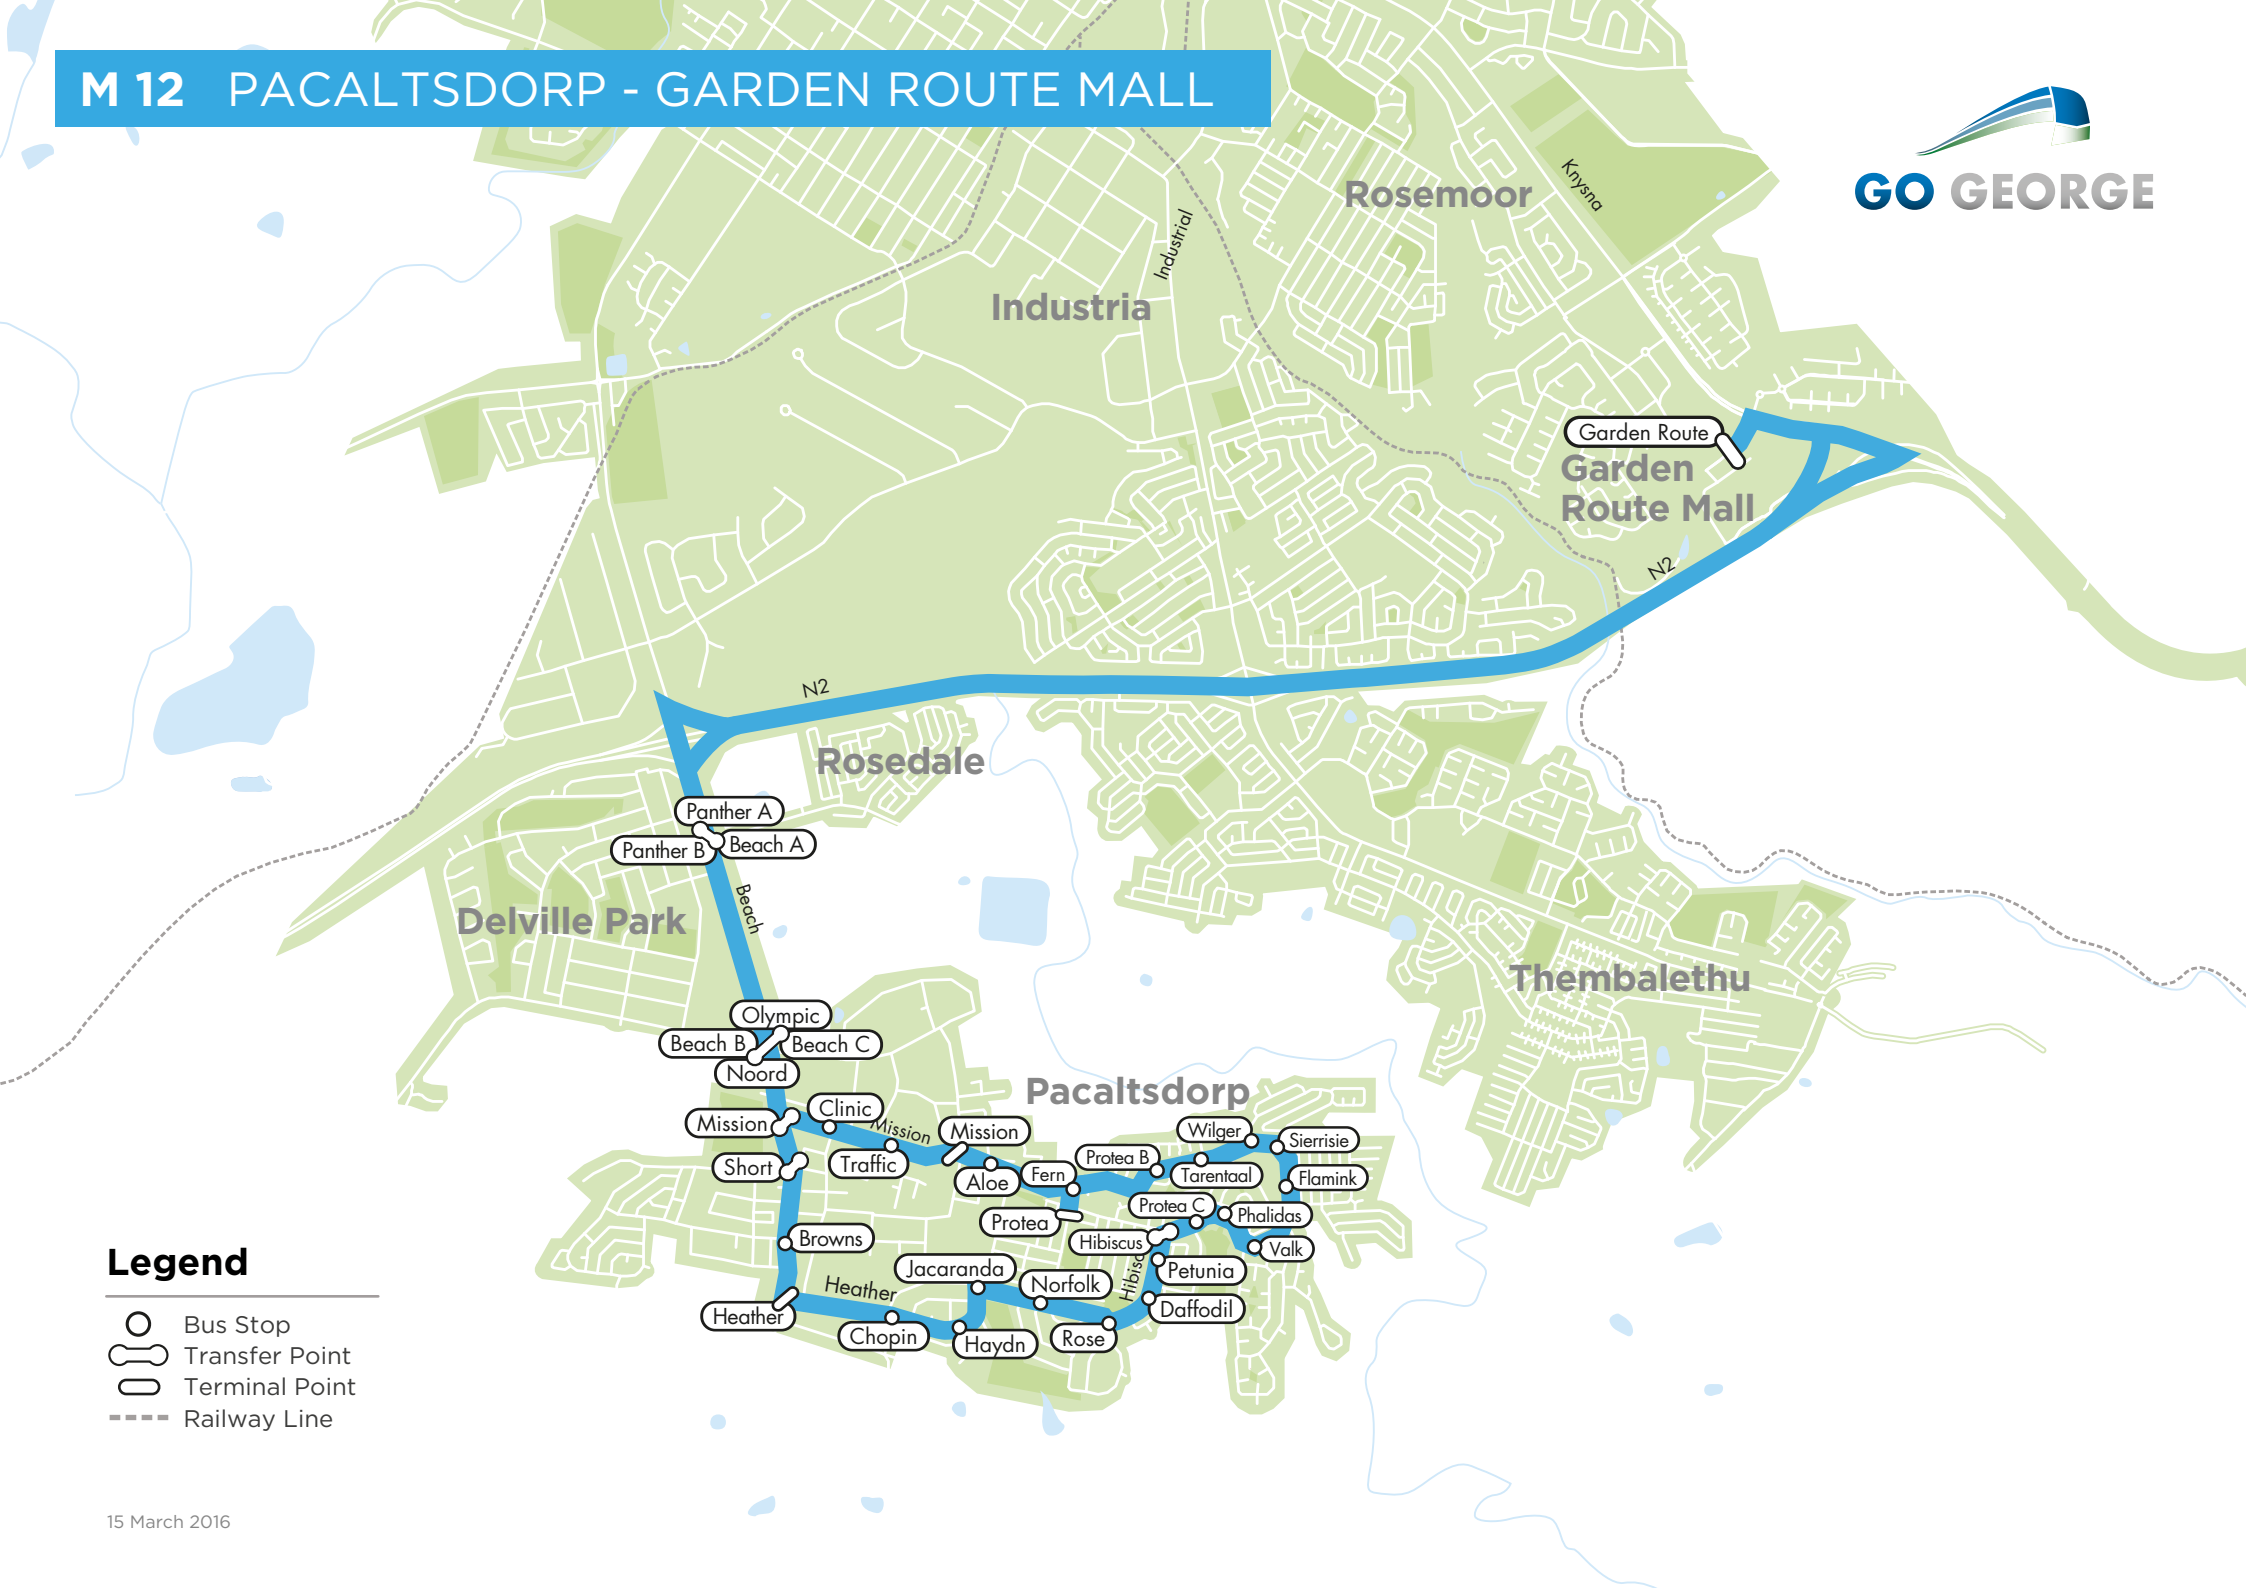 M 12 PACALTSDORP - GARDEN ROUTE MALL
GO GEORGE
Knysna
Rosemoor
Industrial
Industria
Garden Route
Garden
Route Mall
N2
N2
Rosedale
Panther A
Panther B
Beach A
Beach
Delville Park
Thembalethu
Olympic
Beach B
Beach C
Noord
Pacaltsdorp
Mission
Clinic
Mission
Mission
Traffic
Short
Aloe
Fern
Protea B
Wilger
Sierrisie
Tarentaal
Flamink
Protea
Protea C
Phalidas
Hibiscus
Valk
Browns
Petunia
Hibisc
Jacaranda
Norfolk
Daffodil
Heather
Heather
Chopin
Haydn
Rose
Legend
Bus Stop
Transfer Point
Terminal Point
Railway Line
15 March 2016